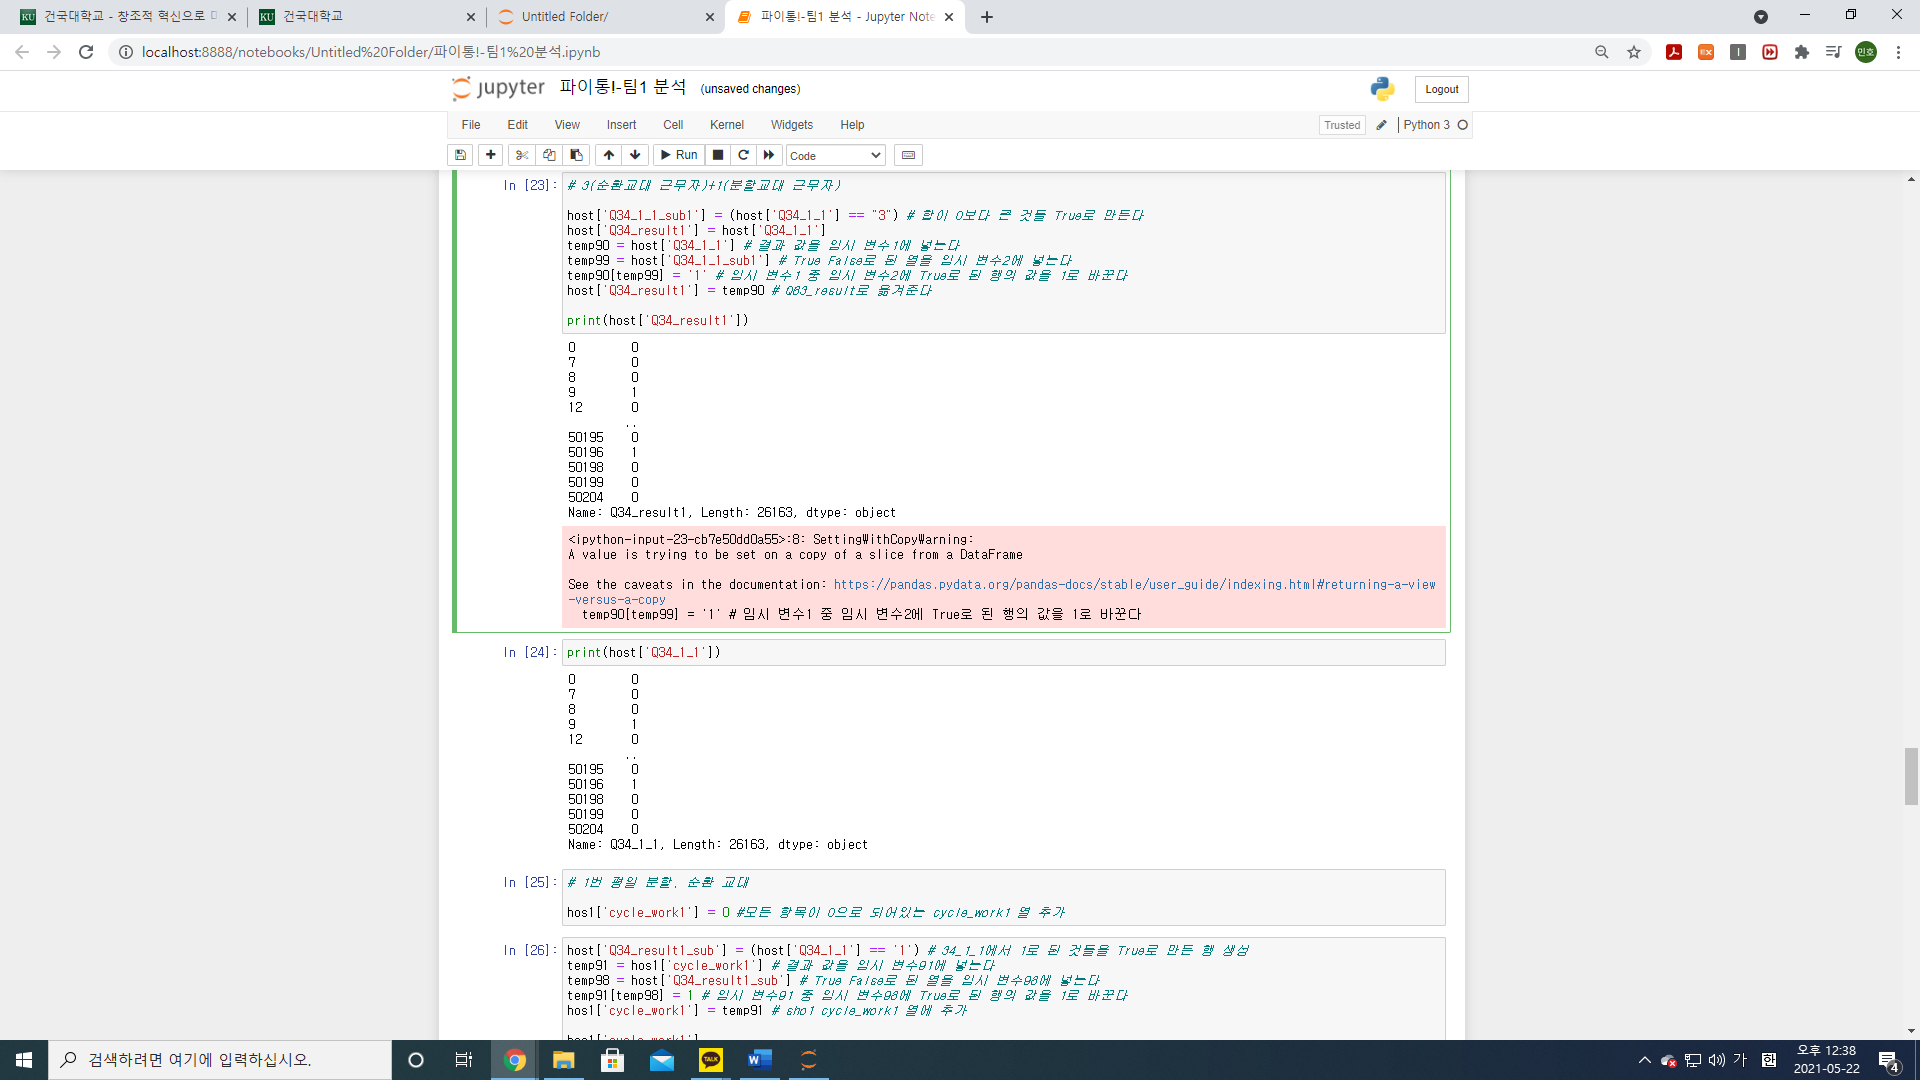 건국대학교 - 창조적 혁신으로 미
건국대학교
Untitled Folder/
파이통!-팀1 분석 - Jupyter Note
localhost:8888/notebooks/Untitled%20Folder/파이통!-팀1%20분석.ipynb
jupyter 파이통!-팀1 분석 (unsaved changes)
Logout
File Edit View Insert Cell Kernel Widgets Help
Trusted Python 3
Run Code
In [23]: # 3(순환교대 근무자)+1(분할교대 근무자)
host['Q34_1_1_sub1'] = (host['Q34_1_1'] == "3") # 합이 0보다 큰 것들 True로 만든다
host['Q34_result1'] = host['Q34_1_1']
temp90 = host['Q34_1_1'] # 결과 값을 임시 변수1에 넣는다
temp99 = host['Q34_1_1_sub1'] # True False로 된 열을 임시 변수2에 넣는다
temp90[temp99] = '1' # 임시 변수1 중 임시 변수2에 True로 된 행의 값을 1로 바꾼다
host['Q34_result1'] = temp90 # Q63_result로 옮겨준다
print(host['Q34_result1'])
0 0
7 0
8 0
9 1
12 0
..
50195 0
50196 1
50198 0
50199 0
50204 0
Name: Q34_result1, Length: 26163, dtype: object
<ipython-input-23-cb7e50dd0a55>:8: SettingWithCopyWarning:
A value is trying to be set on a copy of a slice from a DataFrame
See the caveats in the documentation: https://pandas.pydata.org/pandas-docs/stable/user_guide/indexing.html#returning-a-view
-versus-a-copy
temp90[temp99] = '1' # 임시 변수1 중 임시 변수2에 True로 된 행의 값을 1로 바꾼다
In [24]: print(host['Q34_1_1'])
0 0
7 0
8 0
9 1
12 0
..
50195 0
50196 1
50198 0
50199 0
50204 0
Name: Q34_1_1, Length: 26163, dtype: object
In [25]: # 1번 평일 분할, 순환 교대
hos1['cycle_work1'] = 0 #모든 항목이 0으로 되어있는 cycle_work1 열 추가
In [26]: host['Q34_result1_sub'] = (host['Q34_1_1'] == '1') # 34_1_1에서 1로 된 것들을 True로 만든 행 생성
temp91 = hos1['cycle_work1'] # 결과 값을 임시 변수91에 넣는다
temp98 = host['Q34_result1_sub'] # True False로 된 열을 임시 변수98에 넣는다
temp91[temp98] = 1 # 임시 변수91 중 임시 변수98에 True로 된 행의 값을 1로 바꾼다
hos1['cycle_work1'] = temp91 # sho1 cycle_work1 열에 추가
hos1['cycle_work1']
검색하려면 여기에 입력하십시오.
TALK
가
오후 12:38
2021-05-22
4